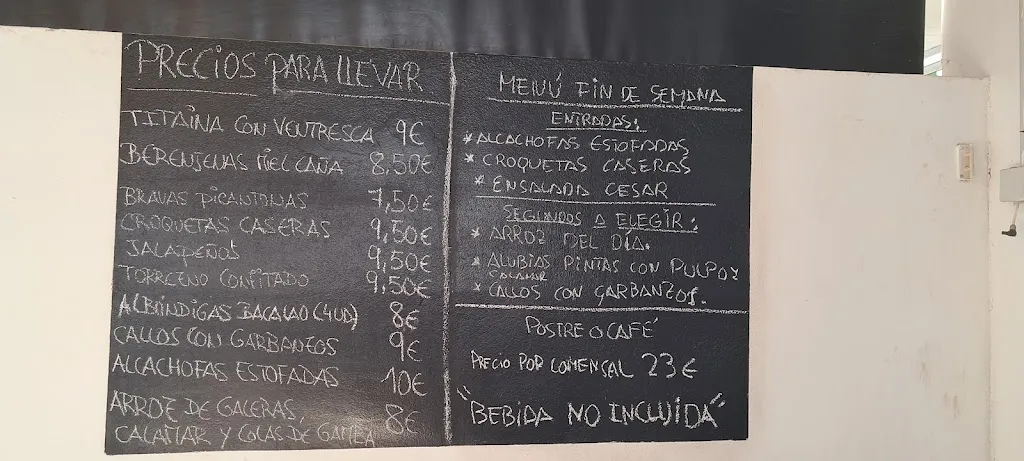 PRECIOS PARA LLEVAR
TITAINA CON VENTRESCA 9€
BERENJENAS MIEL CAÑA 8,50€
BRAVAS PICANTONAS 7,50€
CROQUETAS CASERAS 9,50€
JALAPEÑOS 9,50€
TORRCENO CONFITADO 9,50€
ALBÓNDIGAS BACALAO (4UD) 8€
CALLOS CON GARBANZOS 9€
ALCACHOFAS ESTOFADAS 10€
ARROZ DE GALERAS, 8€
CALAMAR Y COLAS DE GAMBA
MENÚ FIN DE SEMANA
ENTRADAS:
* ALCACHOFAS ESTOFADAS
* CROQUETAS CASERAS
* ENSALADA CESAR
SEGUNDOS A ELEGIR:
* ARROZ DEL DÍA.
* ALUBIAS PINTAS CON PULPO Y
CALAMAR
* CALLOS CON GARBANZOS.
POSTRE O CAFÉ
PRECIO POR COMENSAL 23€
"BEBIDA NO INCLUIDA"